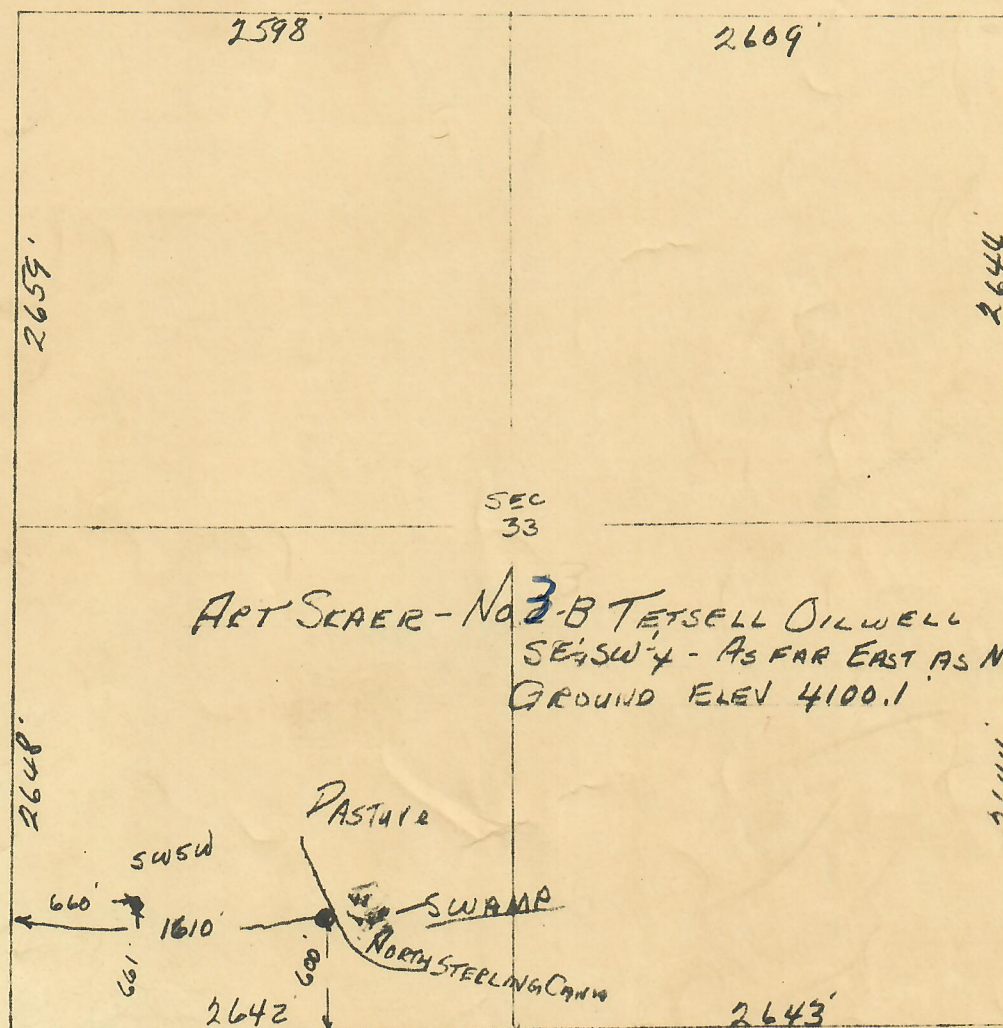 2598'
2609'
2659'
2644
SEC
33
ART SKAER - No 3-B TETSELL OILWELL
SE¼SW¼ - AS FAR EAST AS N
GROUND ELEV 4100.1'
2648'
PASTURE
SWSW
660'
1610'
SWAMP
600'
661'
NORTH STERLING
2642
2643'